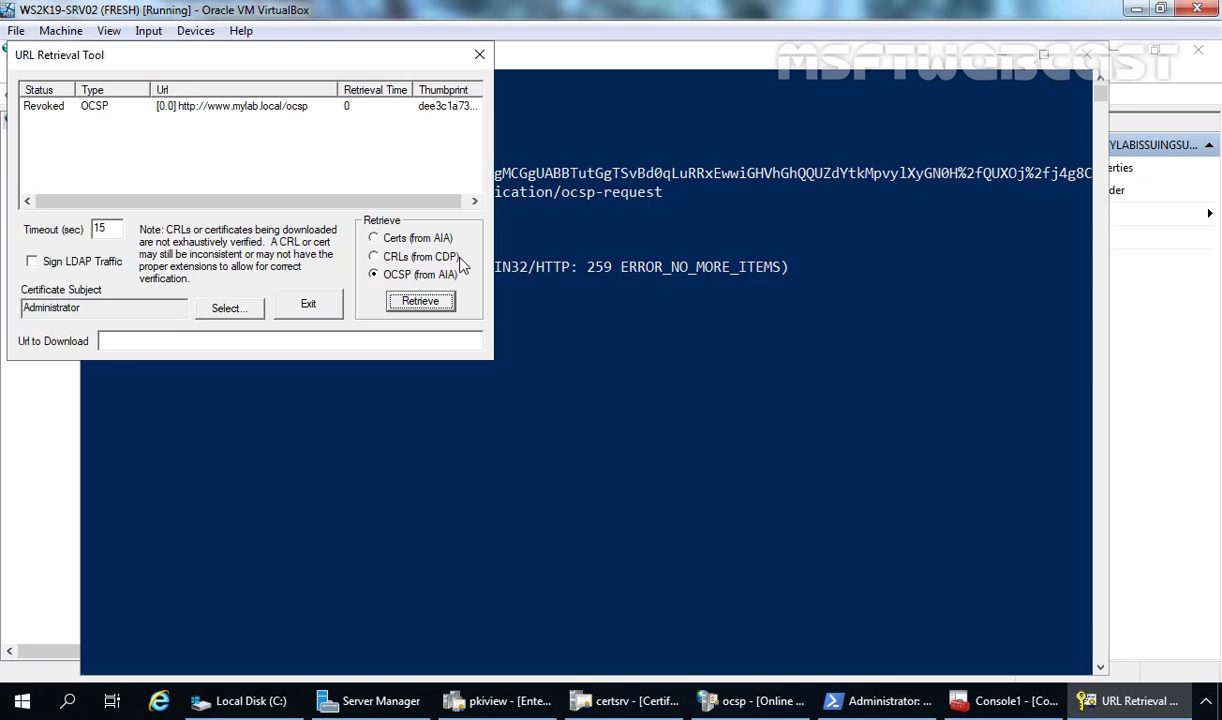 WS2K19-SRV02 (FRESH) [Running] - Oracle VM VirtualBox
File Machine View Input Devices Help
MSFTWEBCAST
URL Retrieval Tool
Status Type Url Retrieval Time Thumbprint
Revoked OCSP [0.0] http://www.mylab.local/ocsp 0 dee3c1a73...
YLABISSUINGSU...
erties
der
gMCGgUABBTutGgTSvBd0qLuRRxEwwiGHVhGhQQUZdYtkMpvylXyGN0H%2fQUXOj%2fj4g8C
ication/ocsp-request
IN32/HTTP: 259 ERROR_NO_MORE_ITEMS)
Timeout (sec) 15
Note: CRLs or certificates being downloaded
are not exhaustively verified. A CRL or cert
may still be inconsistent or may not have the
proper extensions to allow for correct
verification.
Sign LDAP Traffic
Retrieve
Certs (from AIA)
CRLs (from CDP)
OCSP (from AIA)
Retrieve
Certificate Subject
Administrator
Select...
Exit
Url to Download
Local Disk (C:)
Server Manager
pkiview - [Ente...
certsrv - [Certif...
ocsp - [Online ...
Administrator: ...
Console1 - [Co...
URL Retrieval ...